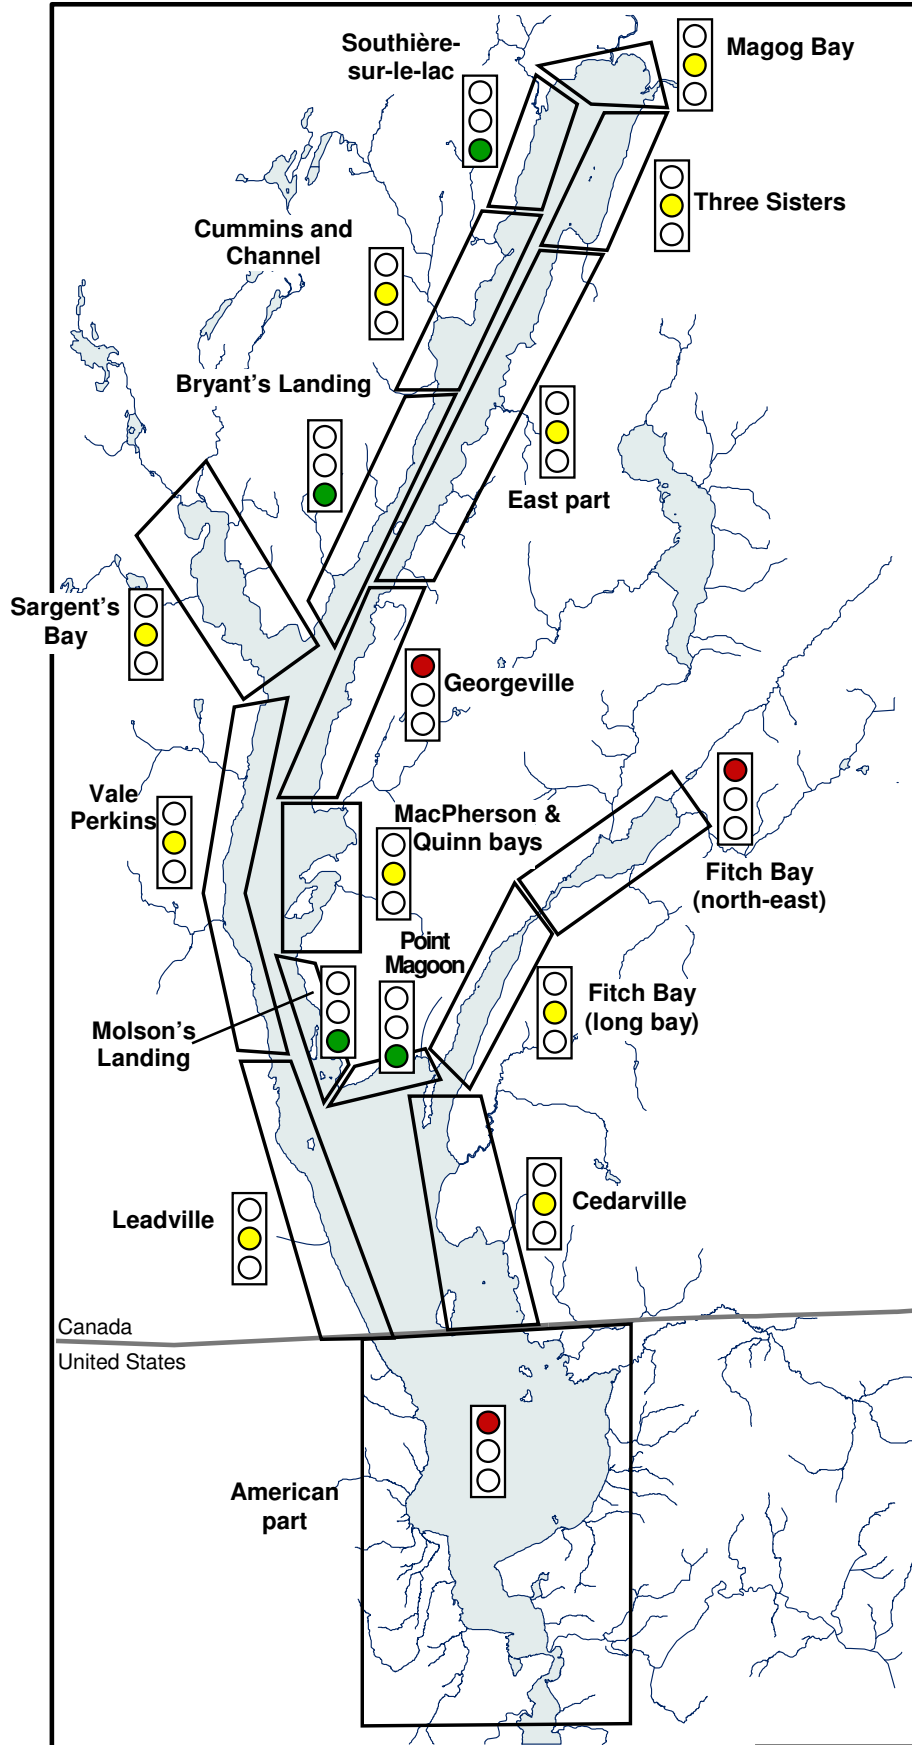 Southière-
sur-le-lac
Magog Bay
Three Sisters
Cummins and
Channel
Bryant's Landing
East part
Sargent's
Bay
Georgeville
Vale
Perkins
MacPherson &
Quinn bays
Fitch Bay
(north-east)
Point
Magoon
Fitch Bay
(long bay)
Molson's
Landing
Cedarville
Leadville
Canada
United States
American
part